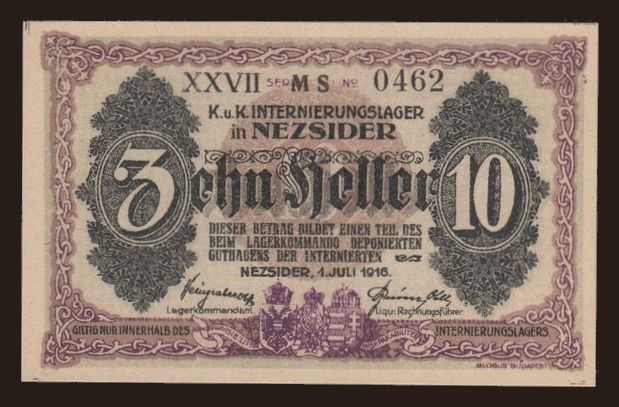 XXVII SER. M S No 0462
K.u.K. INTERNIERUNGSLAGER
in NEZSIDER
Zehn Heller 10
DIESER BETRAG BILDET EINEN TEIL DES
BEIM LAGERKOMMANDO DEPONIERTEN
GUTHABENS DER INTERNIERTEN
NEZSIDER, 1. JULI 1916.
Lagerkommandant. Liqu: Rechnungsführer.
GILTIG NUR INNERHALB DES INTERNIERUNGSLAGERS.
GLOBUS BUDAPEST